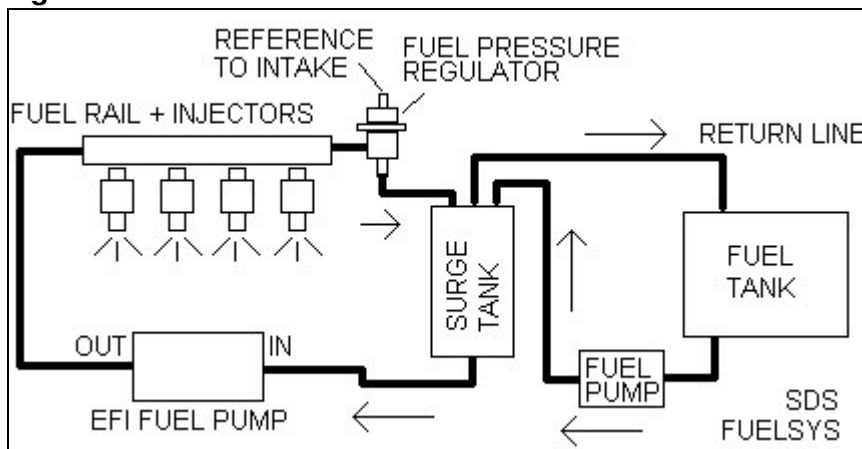 REFERENCE
TO INTAKE
FUEL PRESSURE
REGULATOR
FUEL RAIL + INJECTORS
RETURN LINE
SURGE
TANK
FUEL
TANK
OUT
IN
EFI FUEL PUMP
FUEL
PUMP
SDS
FUELSYS